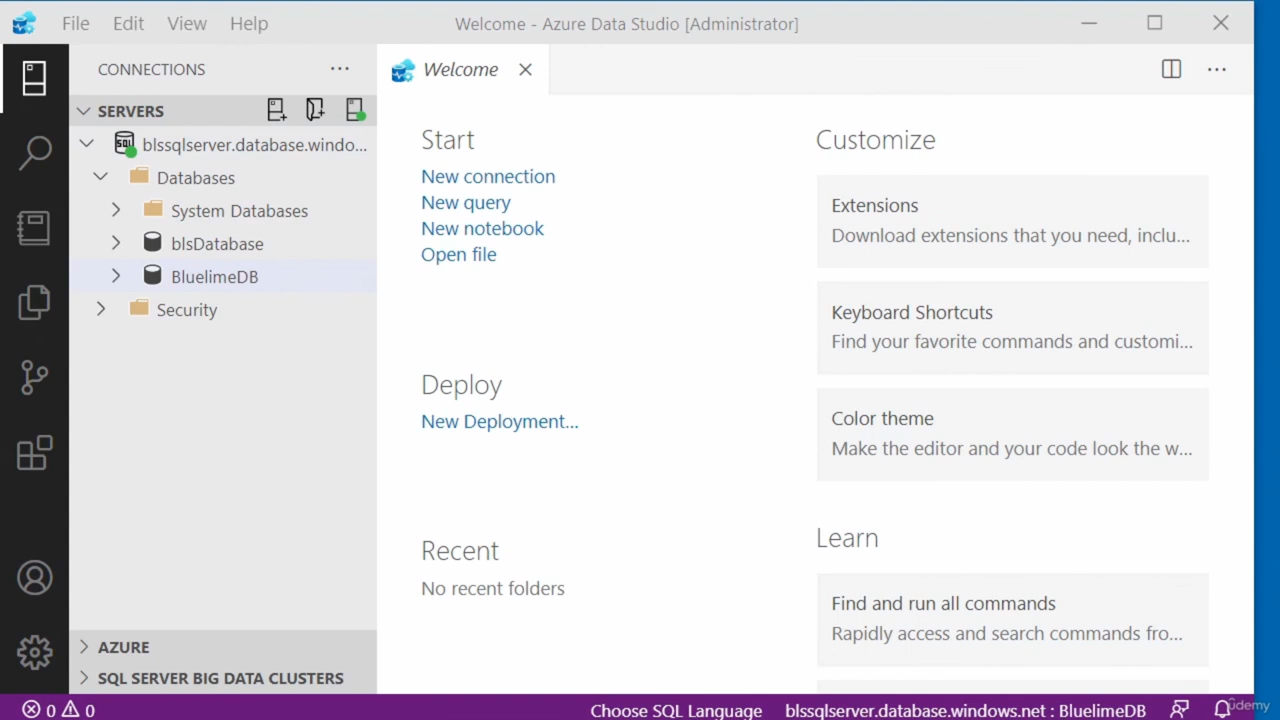 File Edit View Help
Welcome - Azure Data Studio [Administrator]
CONNECTIONS
SERVERS
blssqlserver.database.windo...
Databases
System Databases
blsDatabase
BluelimeDB
Security
AZURE
SQL SERVER BIG DATA CLUSTERS
Welcome
Start
New connection
New query
New notebook
Open file
Deploy
New Deployment...
Recent
No recent folders
Customize
Extensions
Download extensions that you need, inclu...
Keyboard Shortcuts
Find your favorite commands and customi...
Color theme
Make the editor and your code look the w...
Learn
Find and run all commands
Rapidly access and search commands fro...
0 0
Choose SQL Language
blssqlserver.database.windows.net : BluelimeDB
udemy